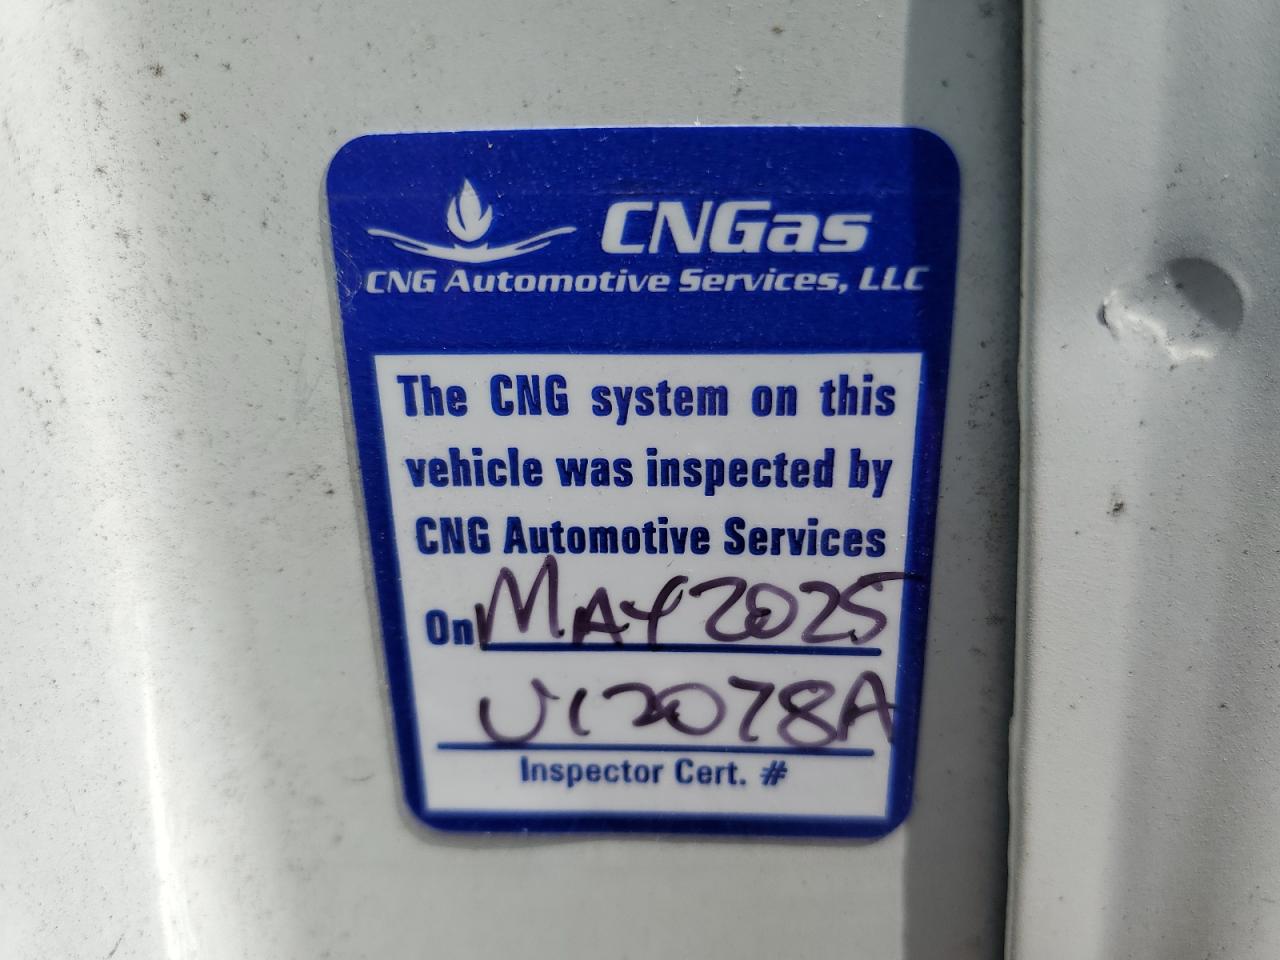 CNGas
CNG Automotive Services, LLC
The CNG system on this
vehicle was inspected by
CNG Automotive Services
On MAY 2025
V12078A
Inspector Cert. #